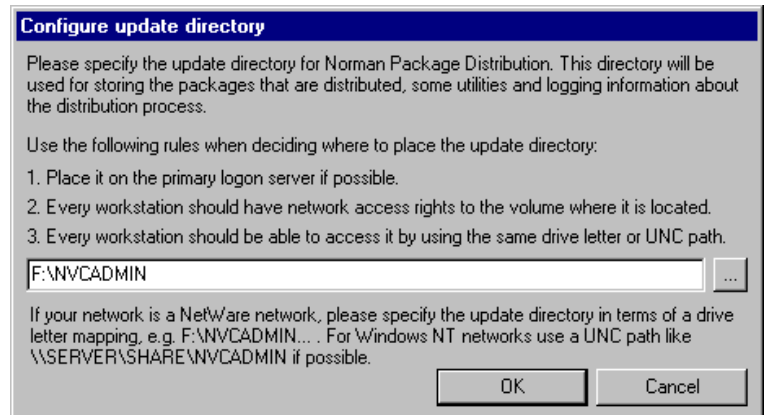 Configure update directory
Please specify the update directory for Norman Package Distribution. This directory will be
used for storing the packages that are distributed, some utilities and logging information about
the distribution process.
Use the following rules when deciding where to place the update directory:
1. Place it on the primary logon server if possible.
2. Every workstation should have network access rights to the volume where it is located.
3. Every workstation should be able to access it by using the same drive letter or UNC path.
F:\NVCADMIN
...
If your network is a NetWare network, please specify the update directory in terms of a drive
letter mapping, e.g. F:\NVCADMIN... . For Windows NT networks use a UNC path like
\\SERVER\SHARE\NVCADMIN if possible.
OK
Cancel